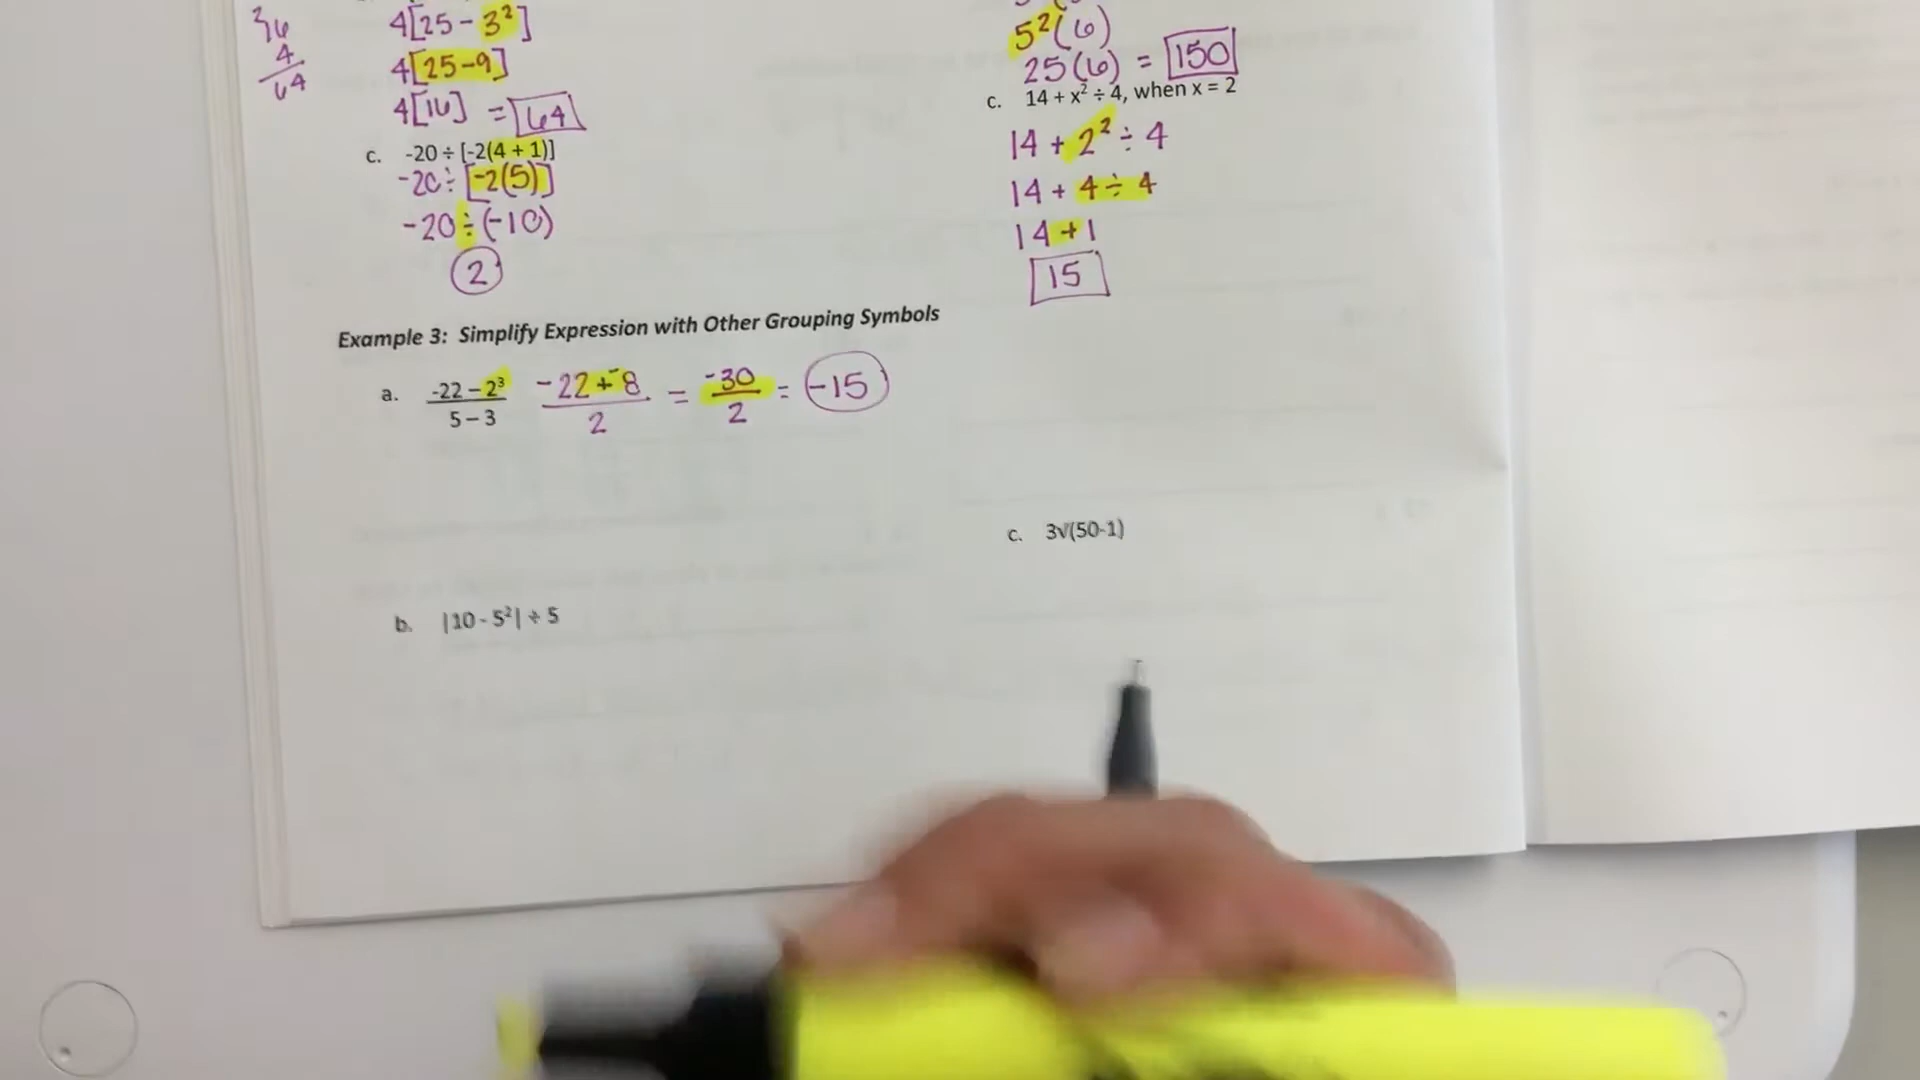 36
4
64
4[25 - 3²]
4[25-9]
4[16] = 64
c. -20 ÷ [-2(4 + 1)]
-20 ÷ [-2(5)]
-20 ÷ (-10)
2
5²(6)
25(6) = 150
c. 14 + x² ÷ 4, when x = 2
14 + 2² ÷ 4
14 + 4 ÷ 4
14 + 1
15
Example 3: Simplify Expression with Other Grouping Symbols
a. -22 – 2³ / 5 – 3 -22 + -8 / 2 = -30 / 2 = -15
b. |10 - 5²| ÷ 5
c. 3√(50-1)